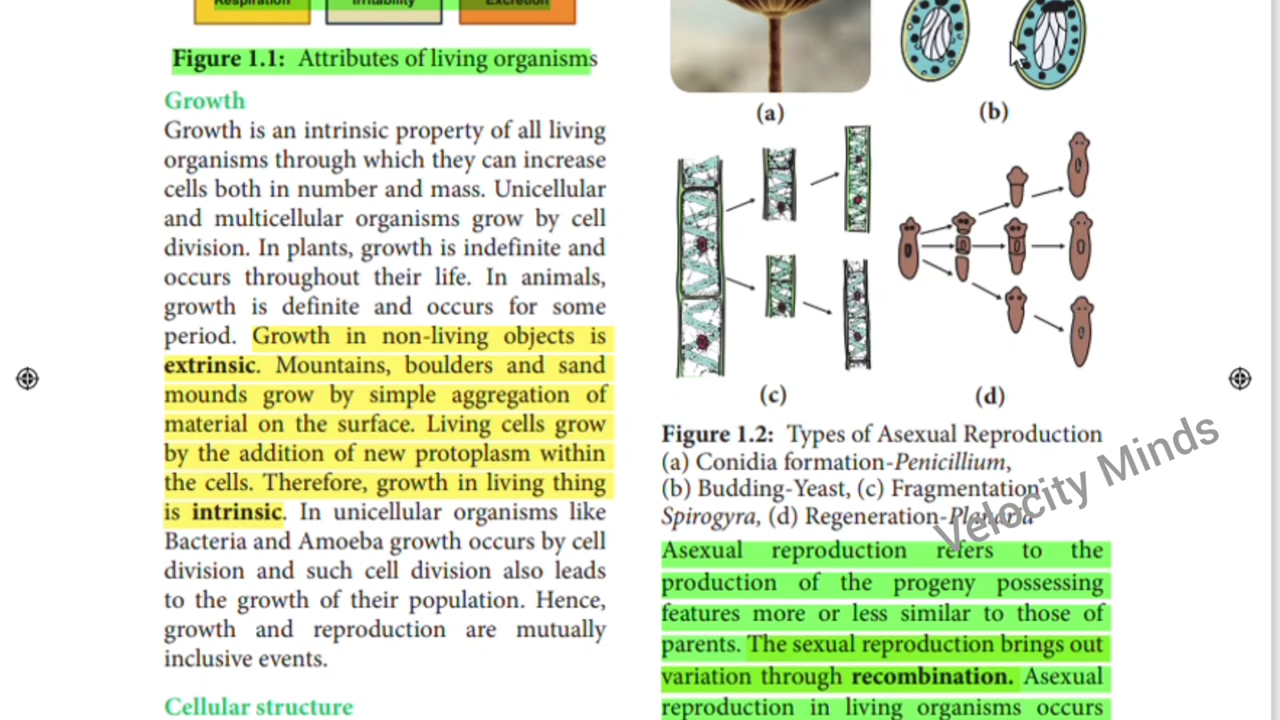 Respiration
Irritability
Excretion
Figure 1.1: Attributes of living organisms
Growth
Growth is an intrinsic property of all living
organisms through which they can increase
cells both in number and mass. Unicellular
and multicellular organisms grow by cell
division. In plants, growth is indefinite and
occurs throughout their life. In animals,
growth is definite and occurs for some
period. Growth in non-living objects is
extrinsic. Mountains, boulders and sand
mounds grow by simple aggregation of
material on the surface. Living cells grow
by the addition of new protoplasm within
the cells. Therefore, growth in living thing
is intrinsic. In unicellular organisms like
Bacteria and Amoeba growth occurs by cell
division and such cell division also leads
to the growth of their population. Hence,
growth and reproduction are mutually
inclusive events.
Cellular structure
(a)
(b)
(c)
(d)
Figure 1.2: Types of Asexual Reproduction
(a) Conidia formation-Penicillium,
(b) Budding-Yeast, (c) Fragmentation
Spirogyra, (d) Regeneration-Planaria
Velocity Minds
Asexual reproduction refers to the
production of the progeny possessing
features more or less similar to those of
parents. The sexual reproduction brings out
variation through recombination. Asexual
reproduction in living organisms occurs